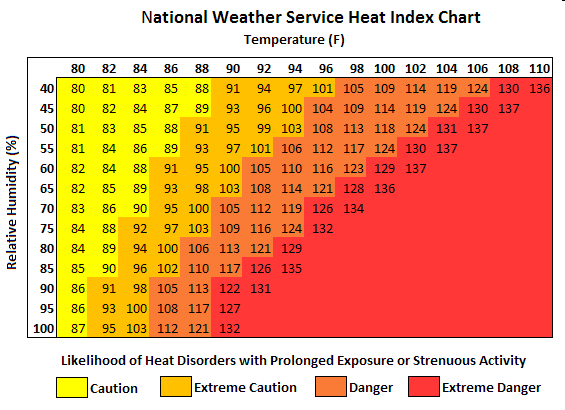 National Weather Service Heat Index Chart
Temperature (F)
80 82 84 86 88 90 92 94 96 98 100 102 104 106 108 110
Relative Humidity (%)
40 80 81 83 85 88 91 94 97 101 105 109 114 119 124 130 136
45 80 82 84 87 89 93 96 100 104 109 114 119 124 130 137
50 81 83 85 88 91 95 99 103 108 113 118 124 131 137
55 81 84 86 89 93 97 101 106 112 117 124 130 137
60 82 84 88 91 95 100 105 110 116 123 129 137
65 82 85 89 93 98 103 108 114 121 128 136
70 83 86 90 95 100 105 112 119 126 134
75 84 88 92 97 103 109 116 124 132
80 84 89 94 100 106 113 121 129
85 85 90 96 102 110 117 126 135
90 86 91 98 105 113 122 131
95 86 93 100 108 117 127
100 87 95 103 112 121 132
Likelihood of Heat Disorders with Prolonged Exposure or Strenuous Activity
Caution Extreme Caution Danger Extreme Danger